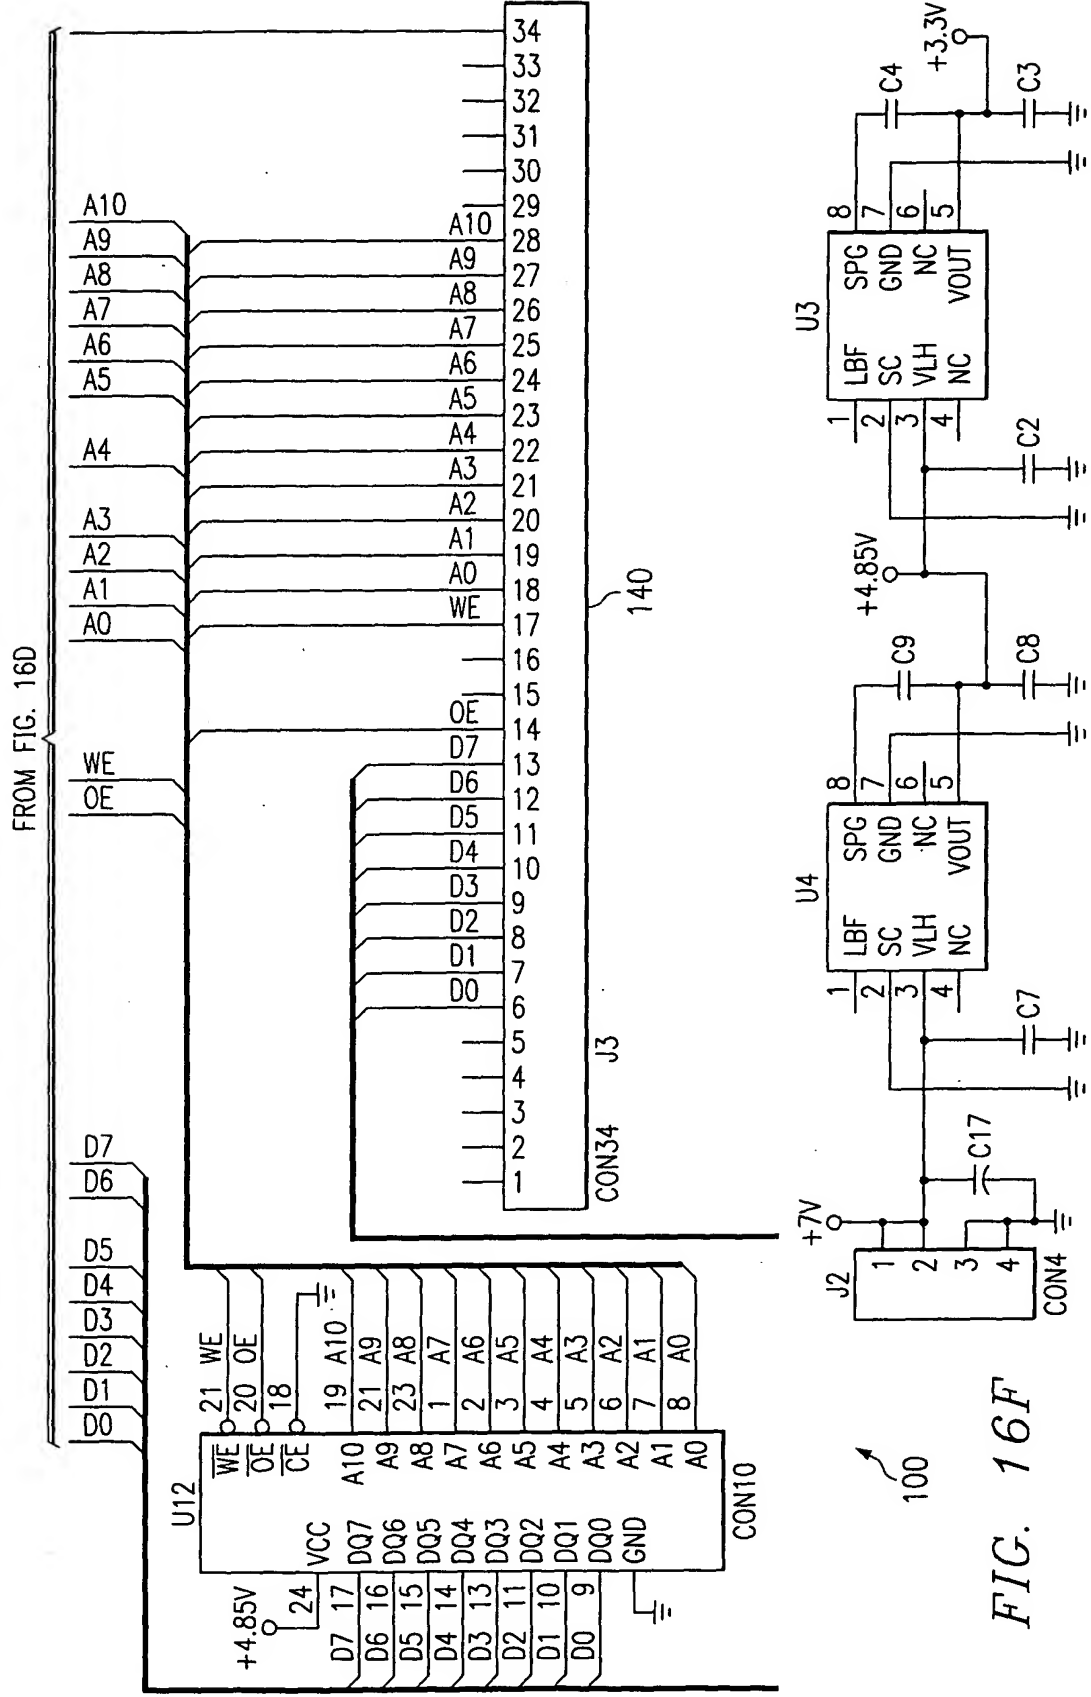 FROM FIG. 16D
D0
D1
D2
D3
D4
D5
D6
D7
OE
WE
A0
A1
A2
A3
A4
A5
A6
A7
A8
A9
A10
U12
+4.85V
24
VCC
D7 17 DQ7
D6 16 DQ6
D5 15 DQ5
D4 14 DQ4
D3 13 DQ3
D2 11 DQ2
D1 10 DQ1
D0 9 DQ0
GND
W̅E̅ 21 WE
O̅E̅ 20 OE
C̅E̅ 18
A10 19 A10
A9 21 A9
A8 23 A8
A7 1 A7
A6 2 A6
A5 3 A5
A4 4 A4
A3 5 A3
A2 6 A2
A1 7 A1
A0 8 A0
CON10
D0
D1
D2
D3
D4
D5
D6
D7
OE
WE
A0
A1
A2
A3
A4
A5
A6
A7
A8
A9
A10
1 2 3 4 5 6 7 8 9 10 11 12 13 14 15 16 17 18 19 20 21 22 23 24 25 26 27 28 29 30 31 32 33 34
CON34
J3
140
J2
+7V
1
2
3
4
CON4
C17
C7
U4
1 LBF SPG 8
2 SC GND 7
3 VLH NC 6
4 NC VOUT 5
C9
C8
+4.85V
C2
U3
1 LBF SPG 8
2 SC GND 7
3 VLH NC 6
4 NC VOUT 5
C4
C3
+3.3V
100
FIG. 16F